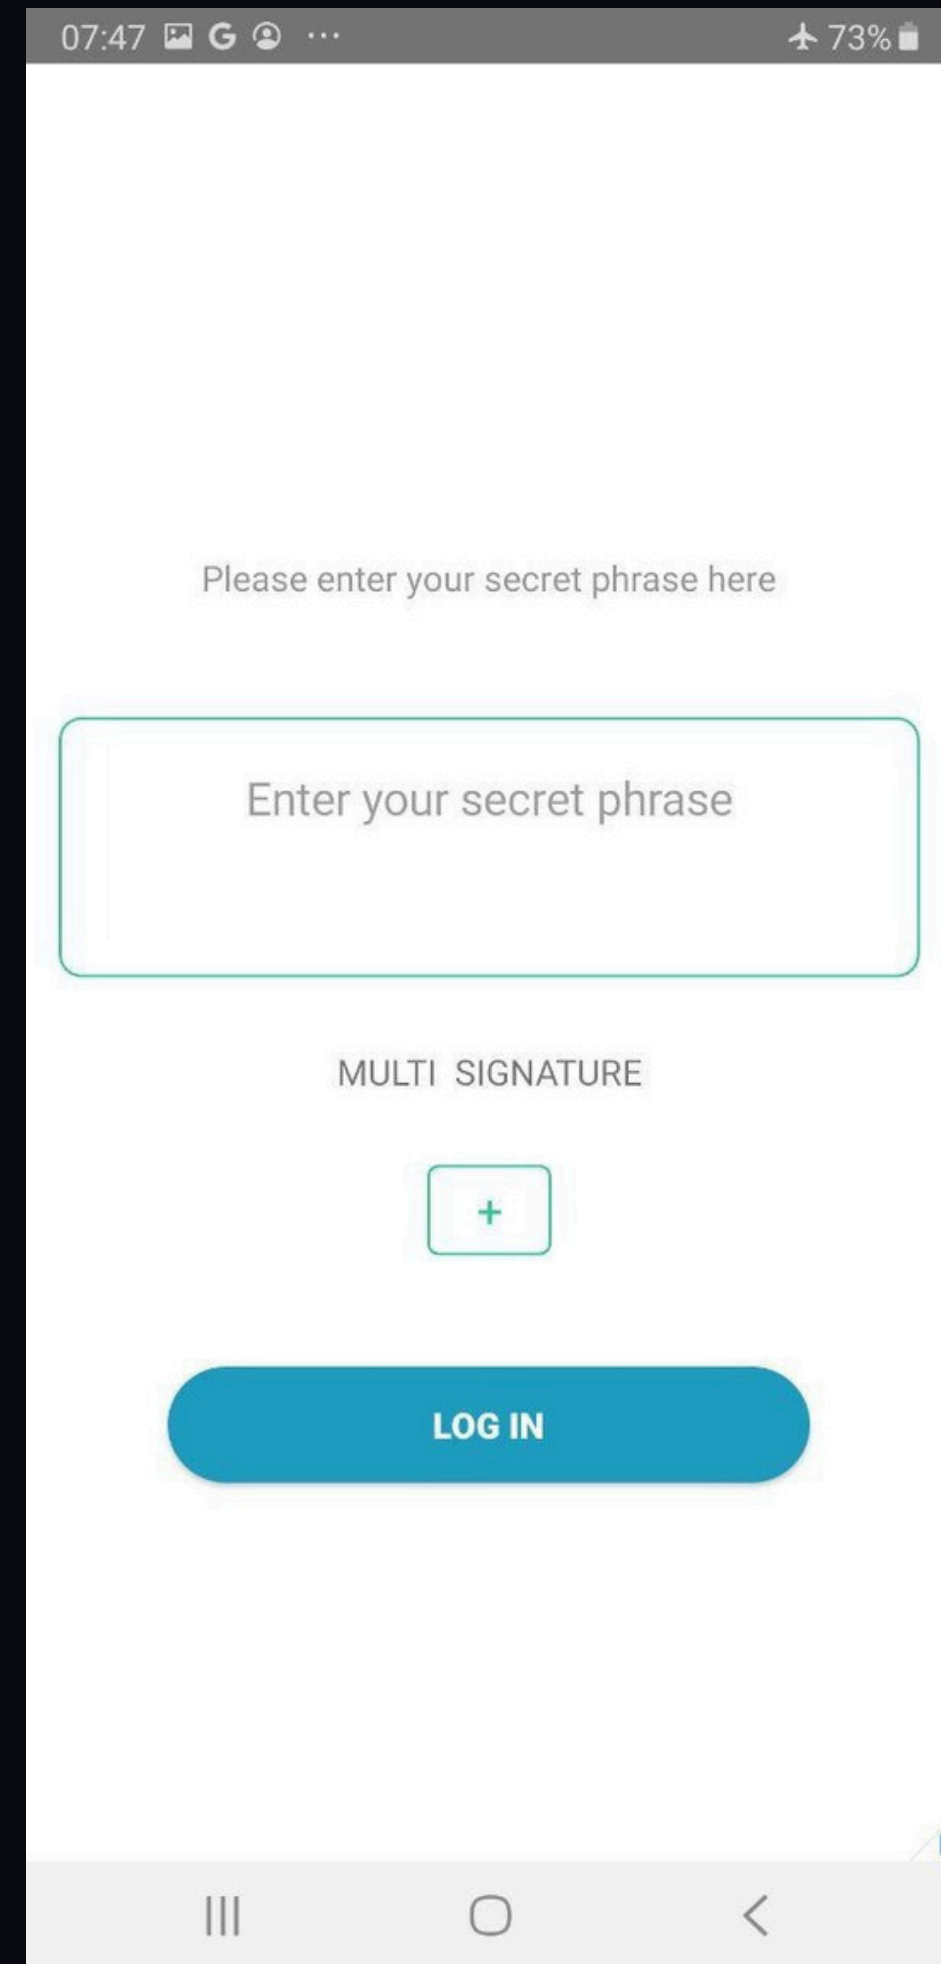 07:47 G ... 73%
Please enter your secret phrase here
Enter your secret phrase
MULTI SIGNATURE
+
LOG IN